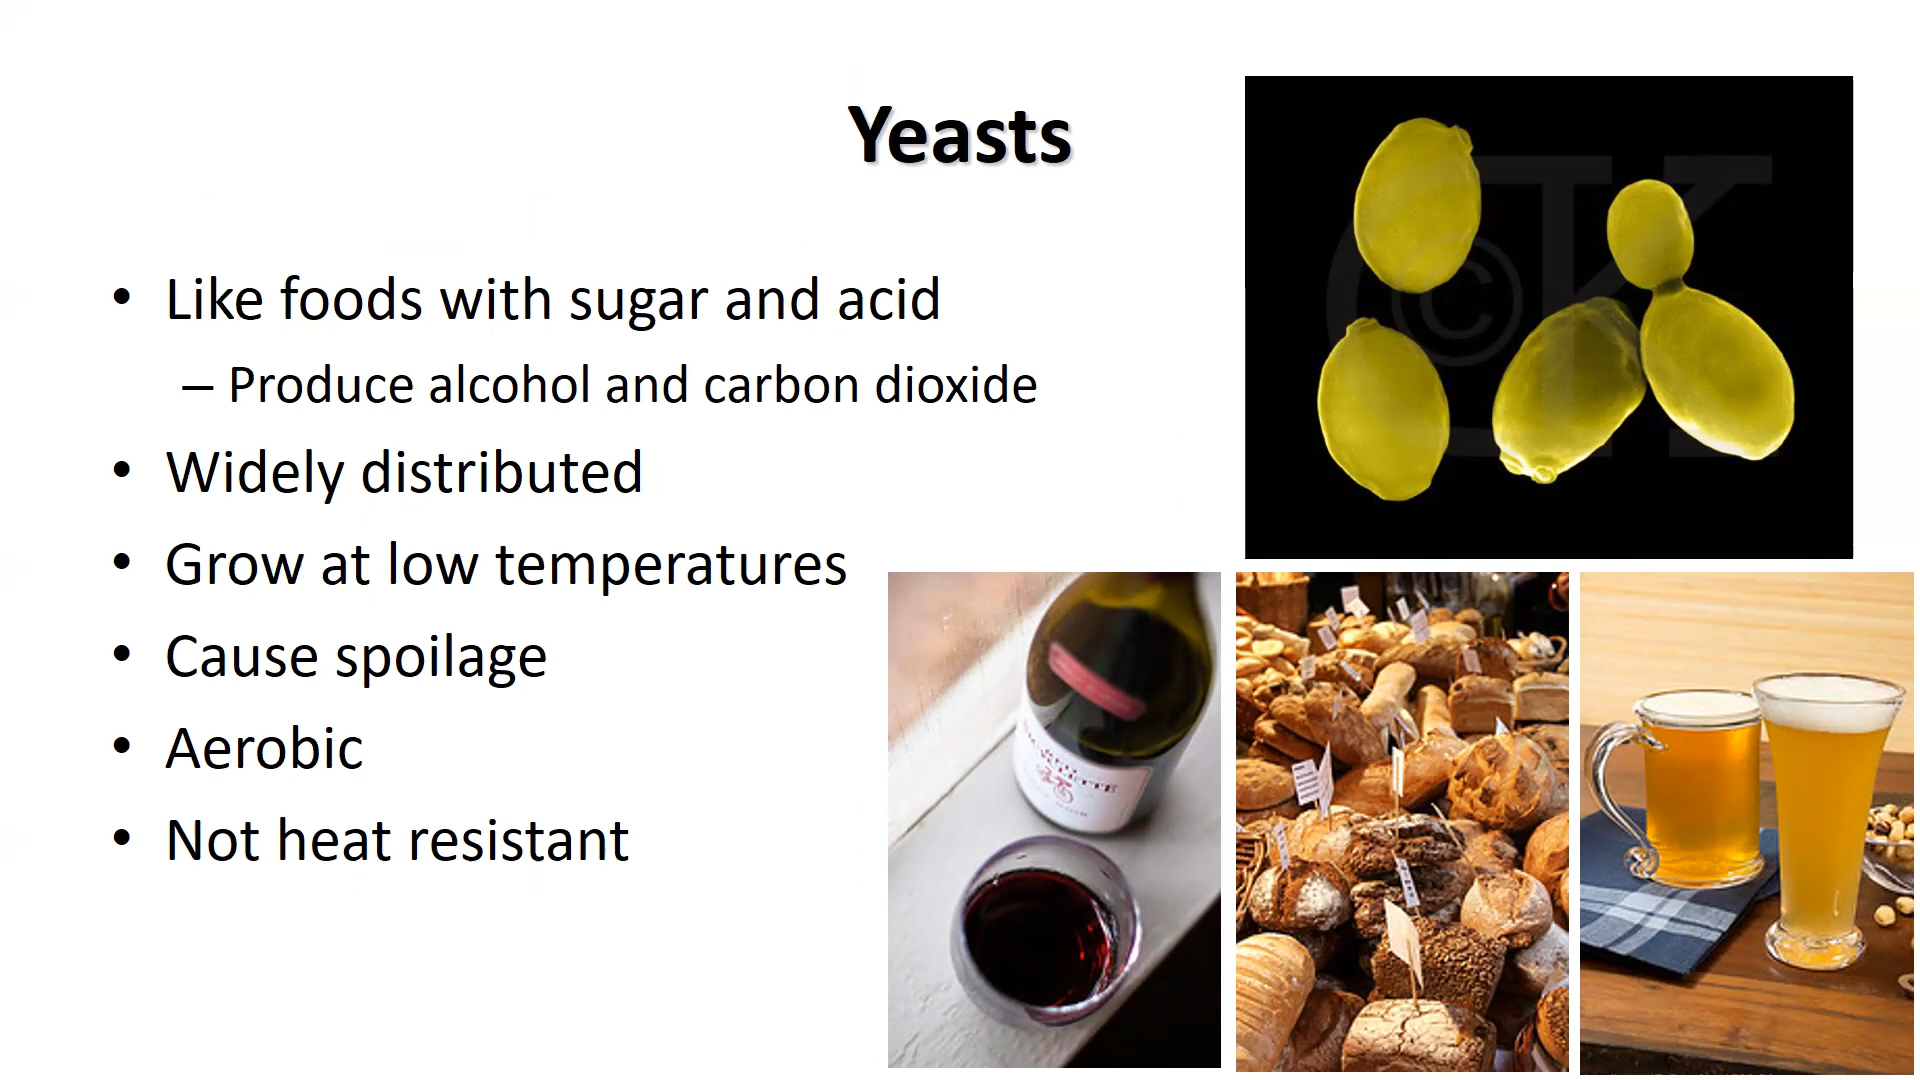 Yeasts
• Like foods with sugar and acid
– Produce alcohol and carbon dioxide
• Widely distributed
• Grow at low temperatures
• Cause spoilage
• Aerobic
• Not heat resistant
©